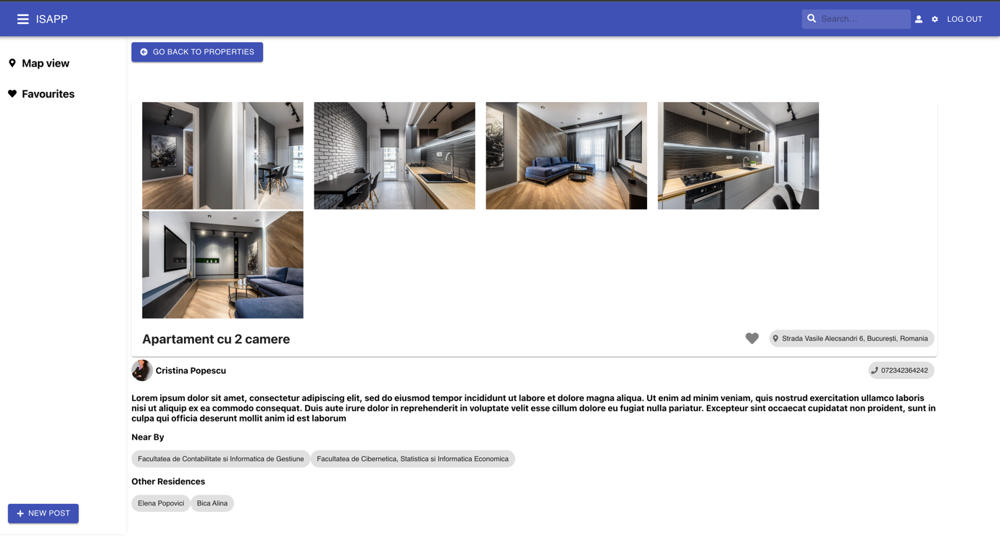 ISAPP
Search...
LOG OUT
Map view
Favourites
GO BACK TO PROPERTIES
Apartament cu 2 camere
Strada Vasile Alecsandri 6, București, Romania
Cristina Popescu
072342364242
Lorem ipsum dolor sit amet, consectetur adipiscing elit, sed do eiusmod tempor incididunt ut labore et dolore magna aliqua. Ut enim ad minim veniam, quis nostrud exercitation ullamco laboris
nisi ut aliquip ex ea commodo consequat. Duis aute irure dolor in reprehenderit in voluptate velit esse cillum dolore eu fugiat nulla pariatur. Excepteur sint occaecat cupidatat non proident, sunt in
culpa qui officia deserunt mollit anim id est laborum
Near By
Facultatea de Contabilitate si Informatica de Gestiune
Facultatea de Cibernetica, Statistica si Informatica Economica
Other Residences
Elena Popovici
Bica Alina
NEW POST